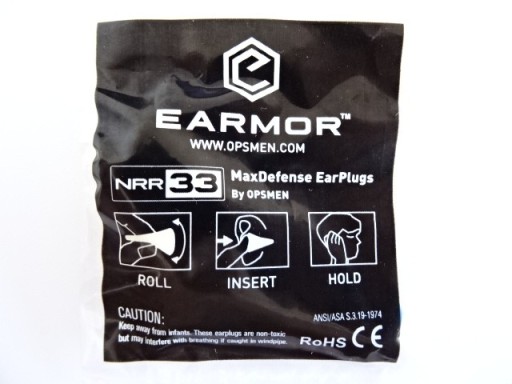 EARMOR™
WWW.OPSMEN.COM
NRR 33
MaxDefense EarPlugs
By OPSMEN
ROLL INSERT HOLD
CAUTION:
Keep away from infants. These earplugs are non-toxic
but may interfere with breathing if caught in windpipe.
ANSI/ASA S.3.19-1974
RoHS CE